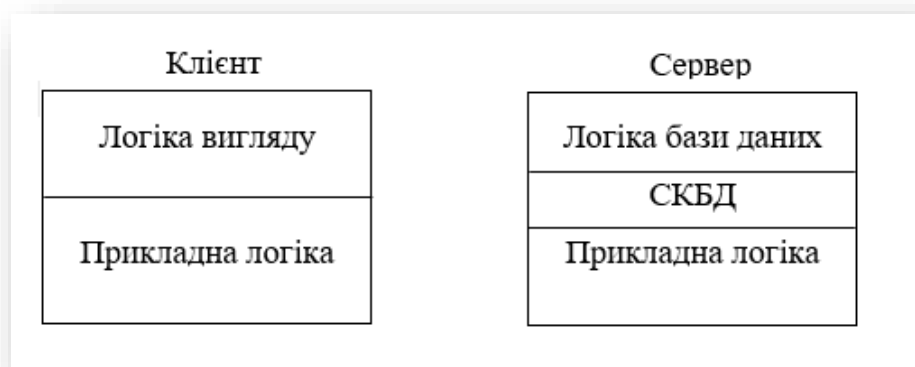 Клієнт
Логіка вигляду
Прикладна логіка
Сервер
Логіка бази даних
СКБД
Прикладна логіка